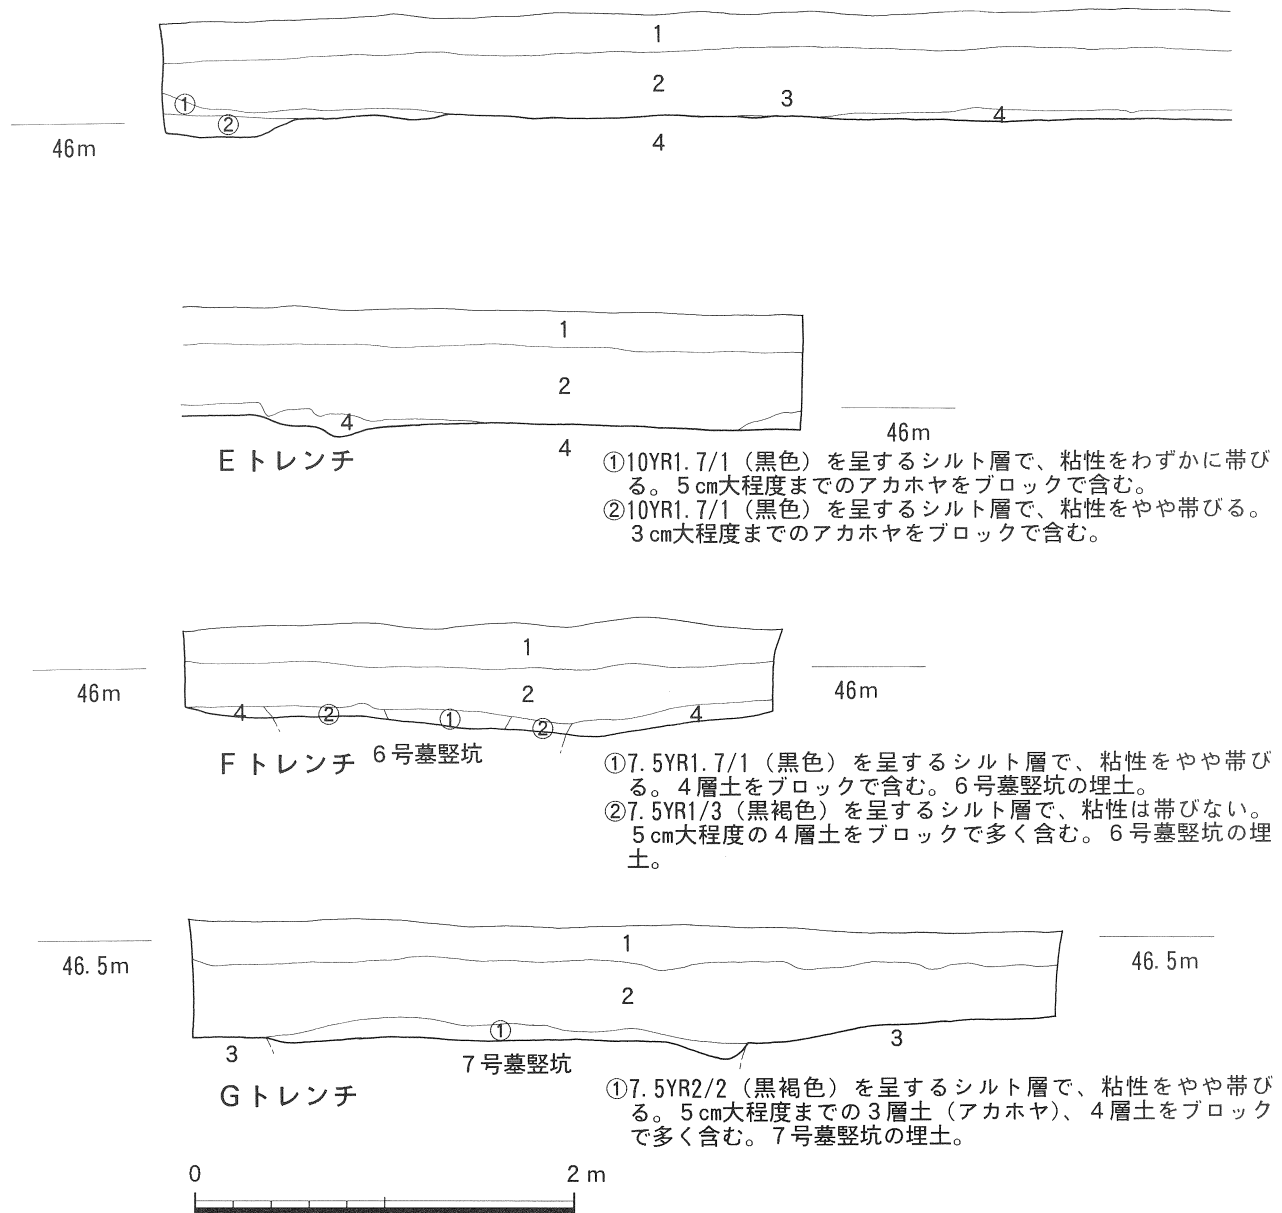 1
2
3
①
②
4
46m
4
1
2
4
46m
Eトレンチ
4
①10YR1.7/1（黒色）を呈するシルト層で、粘性をわずかに帯び
る。5cm大程度までのアカホヤをブロックで含む。
②10YR1.7/1（黒色）を呈するシルト層で、粘性をやや帯びる。
3cm大程度までのアカホヤをブロックで含む。
1
46m
2
46m
4
②
①
②
4
Fトレンチ
6号墓竪坑
①7.5YR1.7/1（黒色）を呈するシルト層で、粘性をやや帯び
る。4層土をブロックで含む。6号墓竪坑の埋土。
②7.5YR1/3（黒褐色）を呈するシルト層で、粘性は帯びない。
5cm大程度の4層土をブロックで多く含む。6号墓竪坑の埋
土。
1
46.5m
46.5m
2
①
3
3
7号墓竪坑
Gトレンチ
①7.5YR2/2（黒褐色）を呈するシルト層で、粘性をやや帯び
る。5cm大程度までの3層土（アカホヤ）、4層土をブロック
で多く含む。7号墓竪坑の埋土。
0 2m